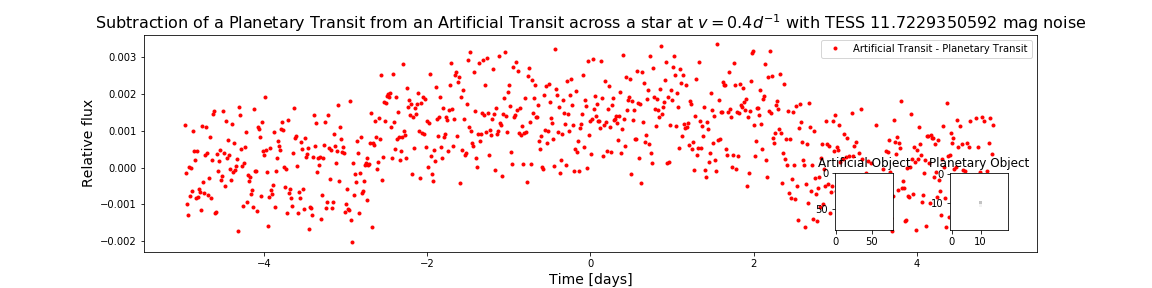 Subtraction of a Planetary Transit from an Artificial Transit across a star at v = 0.4d⁻¹ with TESS 11.7229350592 mag noise
Artificial Transit - Planetary Transit
Relative flux
0.003
0.002
0.001
0.000
−0.001
−0.002
Artificial Object
0
50
0 50
Planetary Object
0
10
0 10
−4 −2 0 2 4
Time [days]